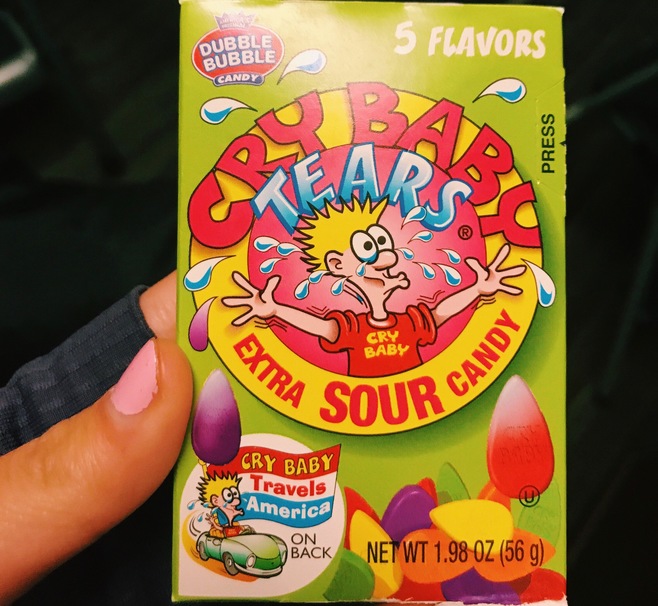 DUBBLE
BUBBLE
CANDY
5 FLAVORS
PRESS
CRY BABY
TEARS®
CRY
BABY
EXTRA SOUR CANDY
CRY BABY
Travels
America
ON
BACK
U
NET WT 1.98 OZ (56 g)